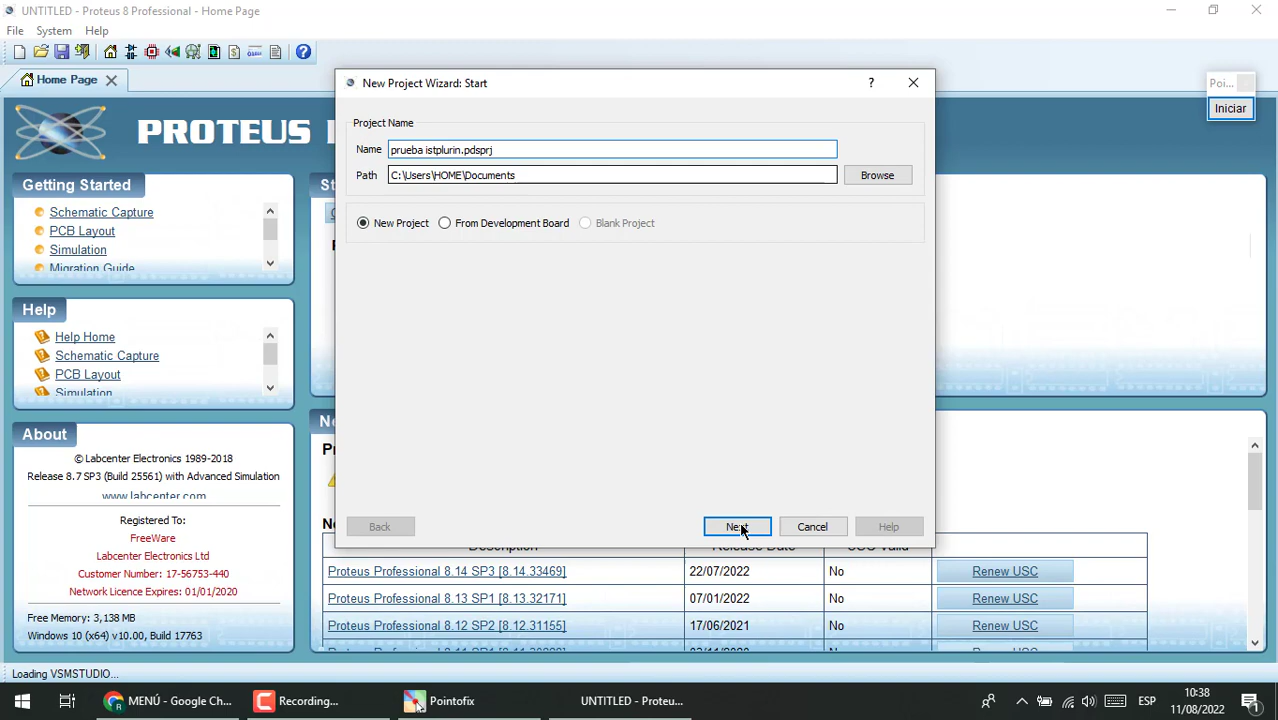 UNTITLED - Proteus 8 Professional - Home Page
File System Help
Home Page
New Project Wizard: Start
?
Poi...
Iniciar
PROTEUS
Project Name
Name prueba istplurin.pdsprj
Path C:\Users\HOME\Documents Browse
New Project From Development Board Blank Project
Getting Started
Schematic Capture
PCB Layout
Simulation
Migration Guide
Help
Help Home
Schematic Capture
PCB Layout
Simulation
About
© Labcenter Electronics 1989-2018
Release 8.7 SP3 (Build 25561) with Advanced Simulation
www.labcenter.com
Registered To:
FreeWare
Labcenter Electronics Ltd
Customer Number: 17-56753-440
Network Licence Expires: 01/01/2020
Free Memory: 3,138 MB
Windows 10 (x64) v10.00, Build 17763
Back Next Cancel Help
Description Release Date USC Valid
Proteus Professional 8.14 SP3 [8.14.33469] 22/07/2022 No Renew USC
Proteus Professional 8.13 SP1 [8.13.32171] 07/01/2022 No Renew USC
Proteus Professional 8.12 SP2 [8.12.31155] 17/06/2021 No Renew USC
Loading VSMSTUDIO...
MENÚ - Google Ch...
Recording...
Pointofix
UNTITLED - Proteu...
ESP
10:38
11/08/2022
1